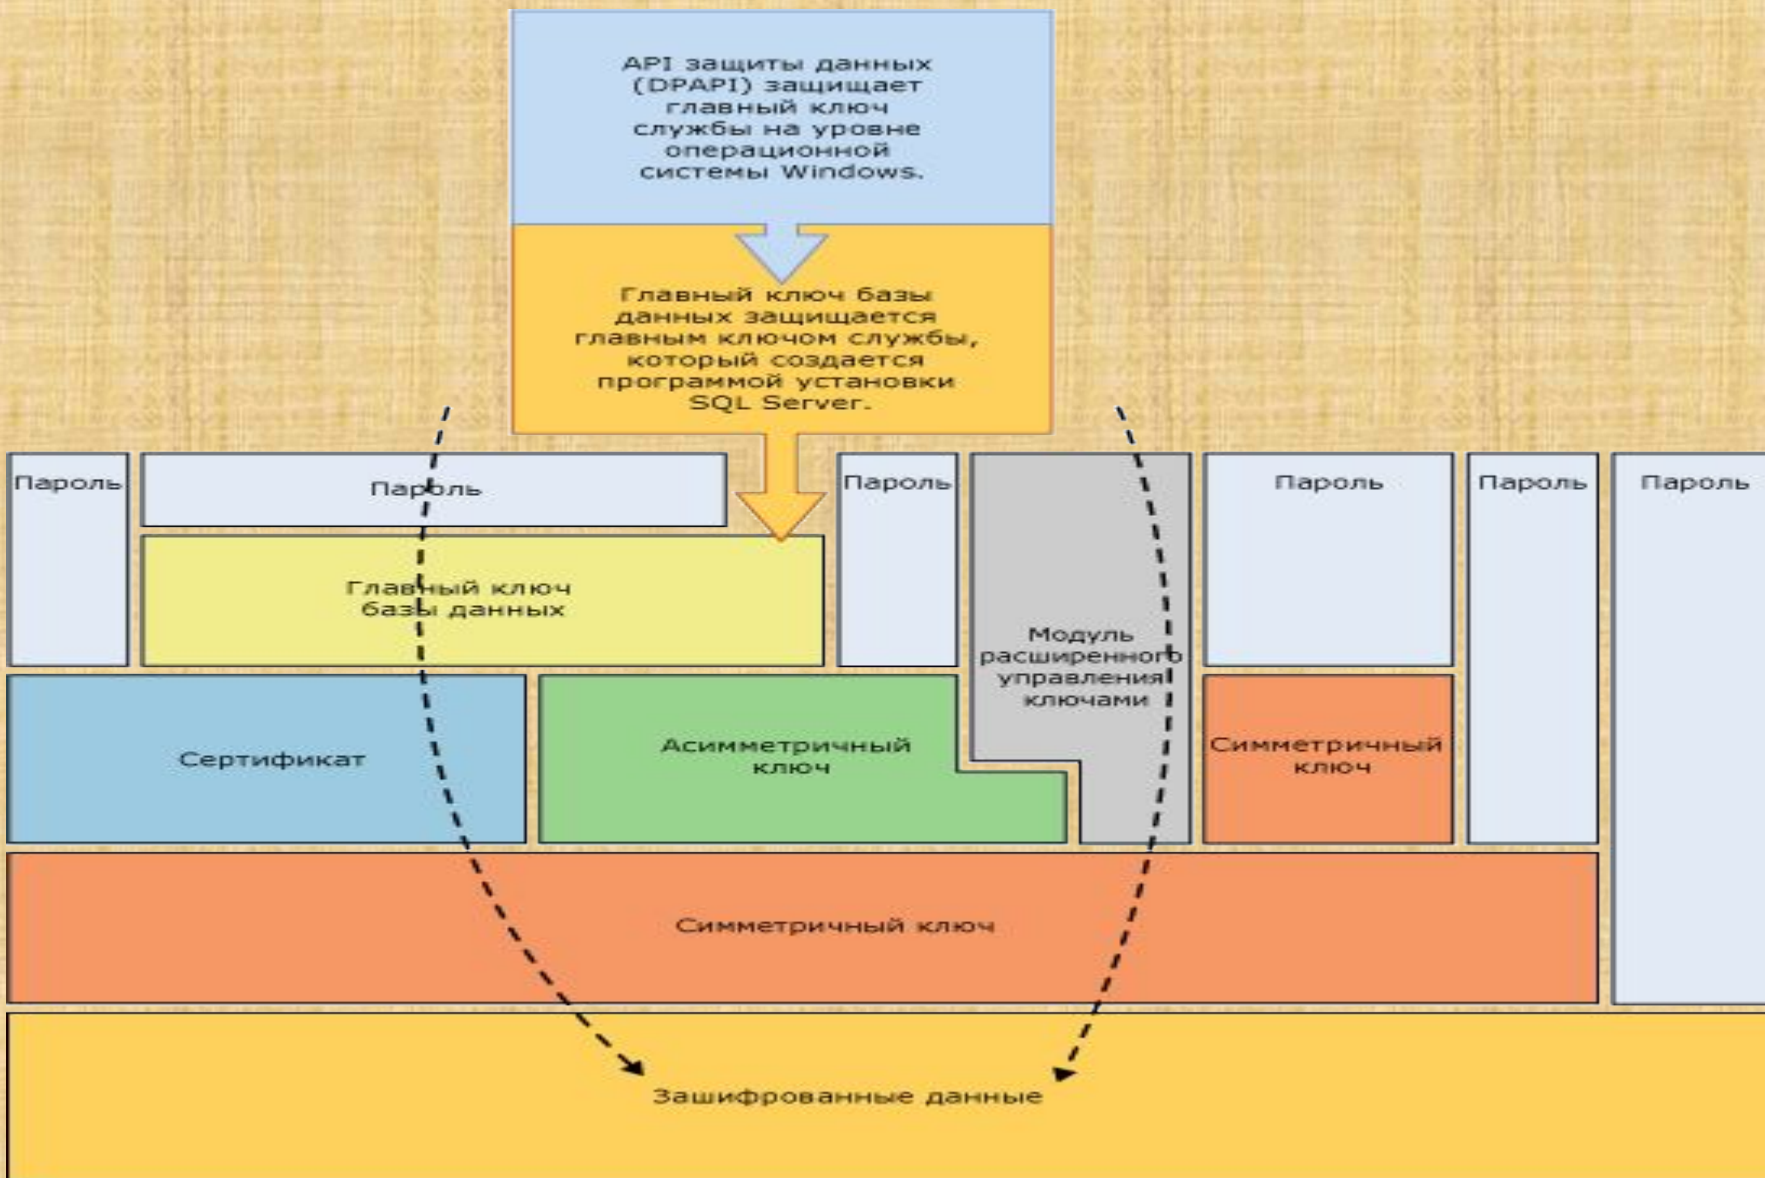 API защиты данных
(DPAPI) защищает
главный ключ
службы на уровне
операционной
системы Windows.
Главный ключ базы
данных защищается
главным ключом службы,
который создается
программой установки
SQL Server.
Пароль
Пароль
Пароль
Пароль
Пароль
Пароль
Главный ключ
базы данных
Модуль
расширенного
управления
ключами
Сертификат
Асимметричный
ключ
Симметричный
ключ
Симметричный ключ
Зашифрованные данные